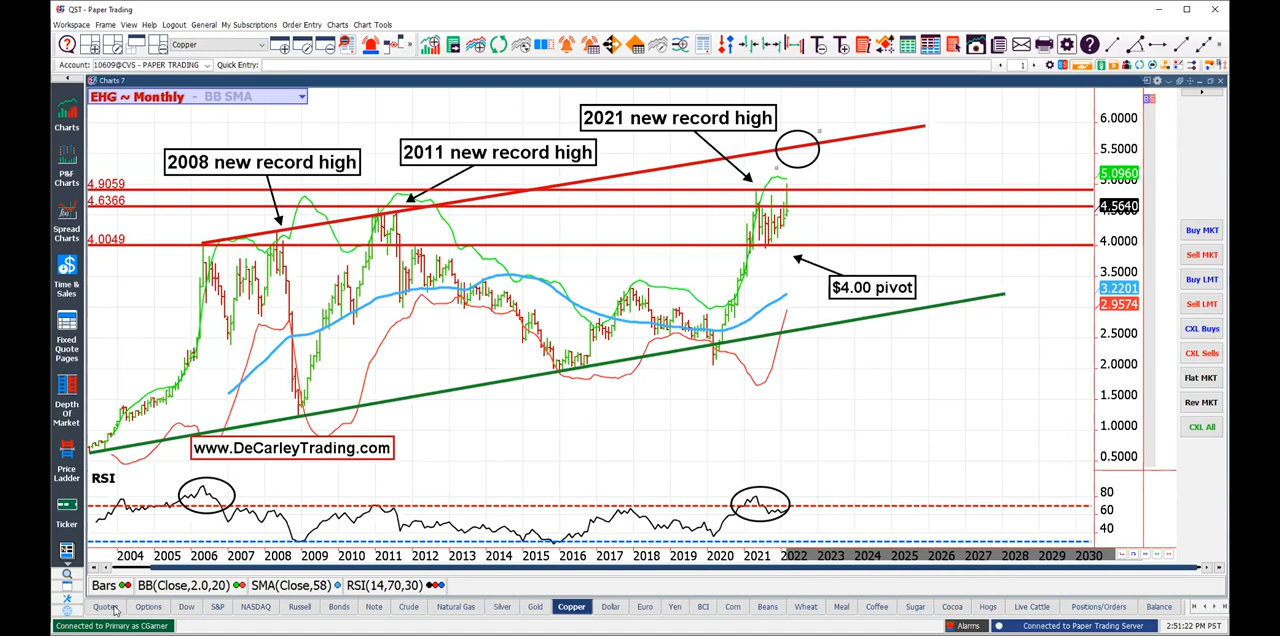 QST - Paper Trading
Workspace Frame View Help Logout General My Subscriptions Order Entry Charts Chart Tools
Copper
Account: 10609@CVS - PAPER TRADING Quick Entry: 1
Charts 7
EHG ~ Monthly - BB SMA
Charts
P&F Charts
Spread Charts
Time & Sales
Fixed Quote Pages
Depth Of Market
Price Ladder
Ticker
2008 new record high
2011 new record high
2021 new record high
$4.00 pivot
4.9059
4.6366
4.0049
www.DeCarleyTrading.com
RSI
6.0000
5.5000
5.0960
4.5640
4.0000
3.5000
3.2201
2.9574
2.5000
2.0000
1.5000
1.0000
0.5000
80
60
40
Buy MKT
Sell MKT
Buy LMT
Sell LMT
CXL Buys
CXL Sells
Flat MKT
Rev MKT
CXL All
2004 2005 2006 2007 2008 2009 2010 2011 2012 2013 2014 2015 2016 2017 2018 2019 2020 2021 2022 2023 2024 2025 2026 2027 2028 2029 2030
Bars BB(Close,2.0,20) SMA(Close,58) RSI(14,70,30)
Quotes Options Dow S&P NASDAQ Russell Bonds Note Crude Natural Gas Silver Gold Copper Dollar Euro Yen BCI Corn Beans Wheat Meal Coffee Sugar Cocoa Hogs Live Cattle Positions/Orders Balance
Connected to Primary as CGarner Alarms Connected to Paper Trading Server 2:51:22 PM PST